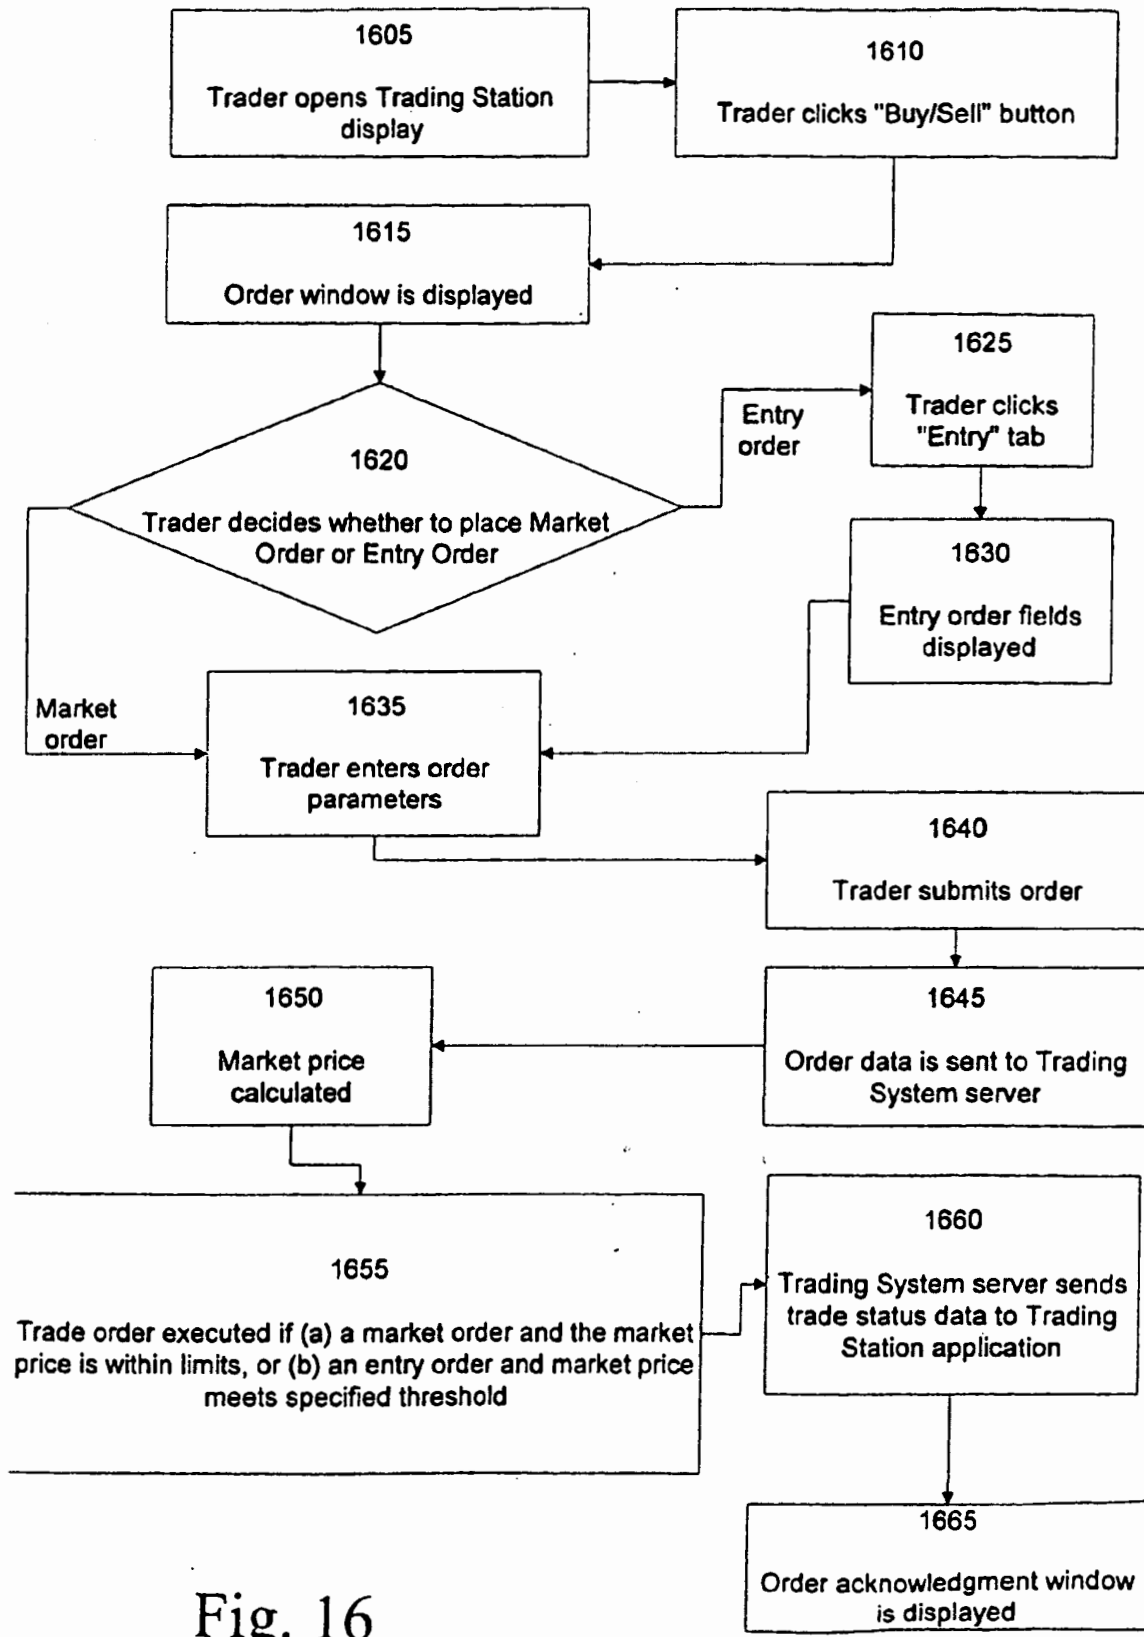 1605
Trader opens Trading Station
display
1610
Trader clicks "Buy/Sell" button
1615
Order window is displayed
1620
Trader decides whether to place Market
Order or Entry Order
Entry
order
1625
Trader clicks
"Entry" tab
1630
Entry order fields
displayed
Market
order
1635
Trader enters order
parameters
1640
Trader submits order
1645
Order data is sent to Trading
System server
1650
Market price
calculated
1655
Trade order executed if (a) a market order and the market
price is within limits, or (b) an entry order and market price
meets specified threshold
1660
Trading System server sends
trade status data to Trading
Station application
1665
Order acknowledgment window
is displayed
Fig. 16